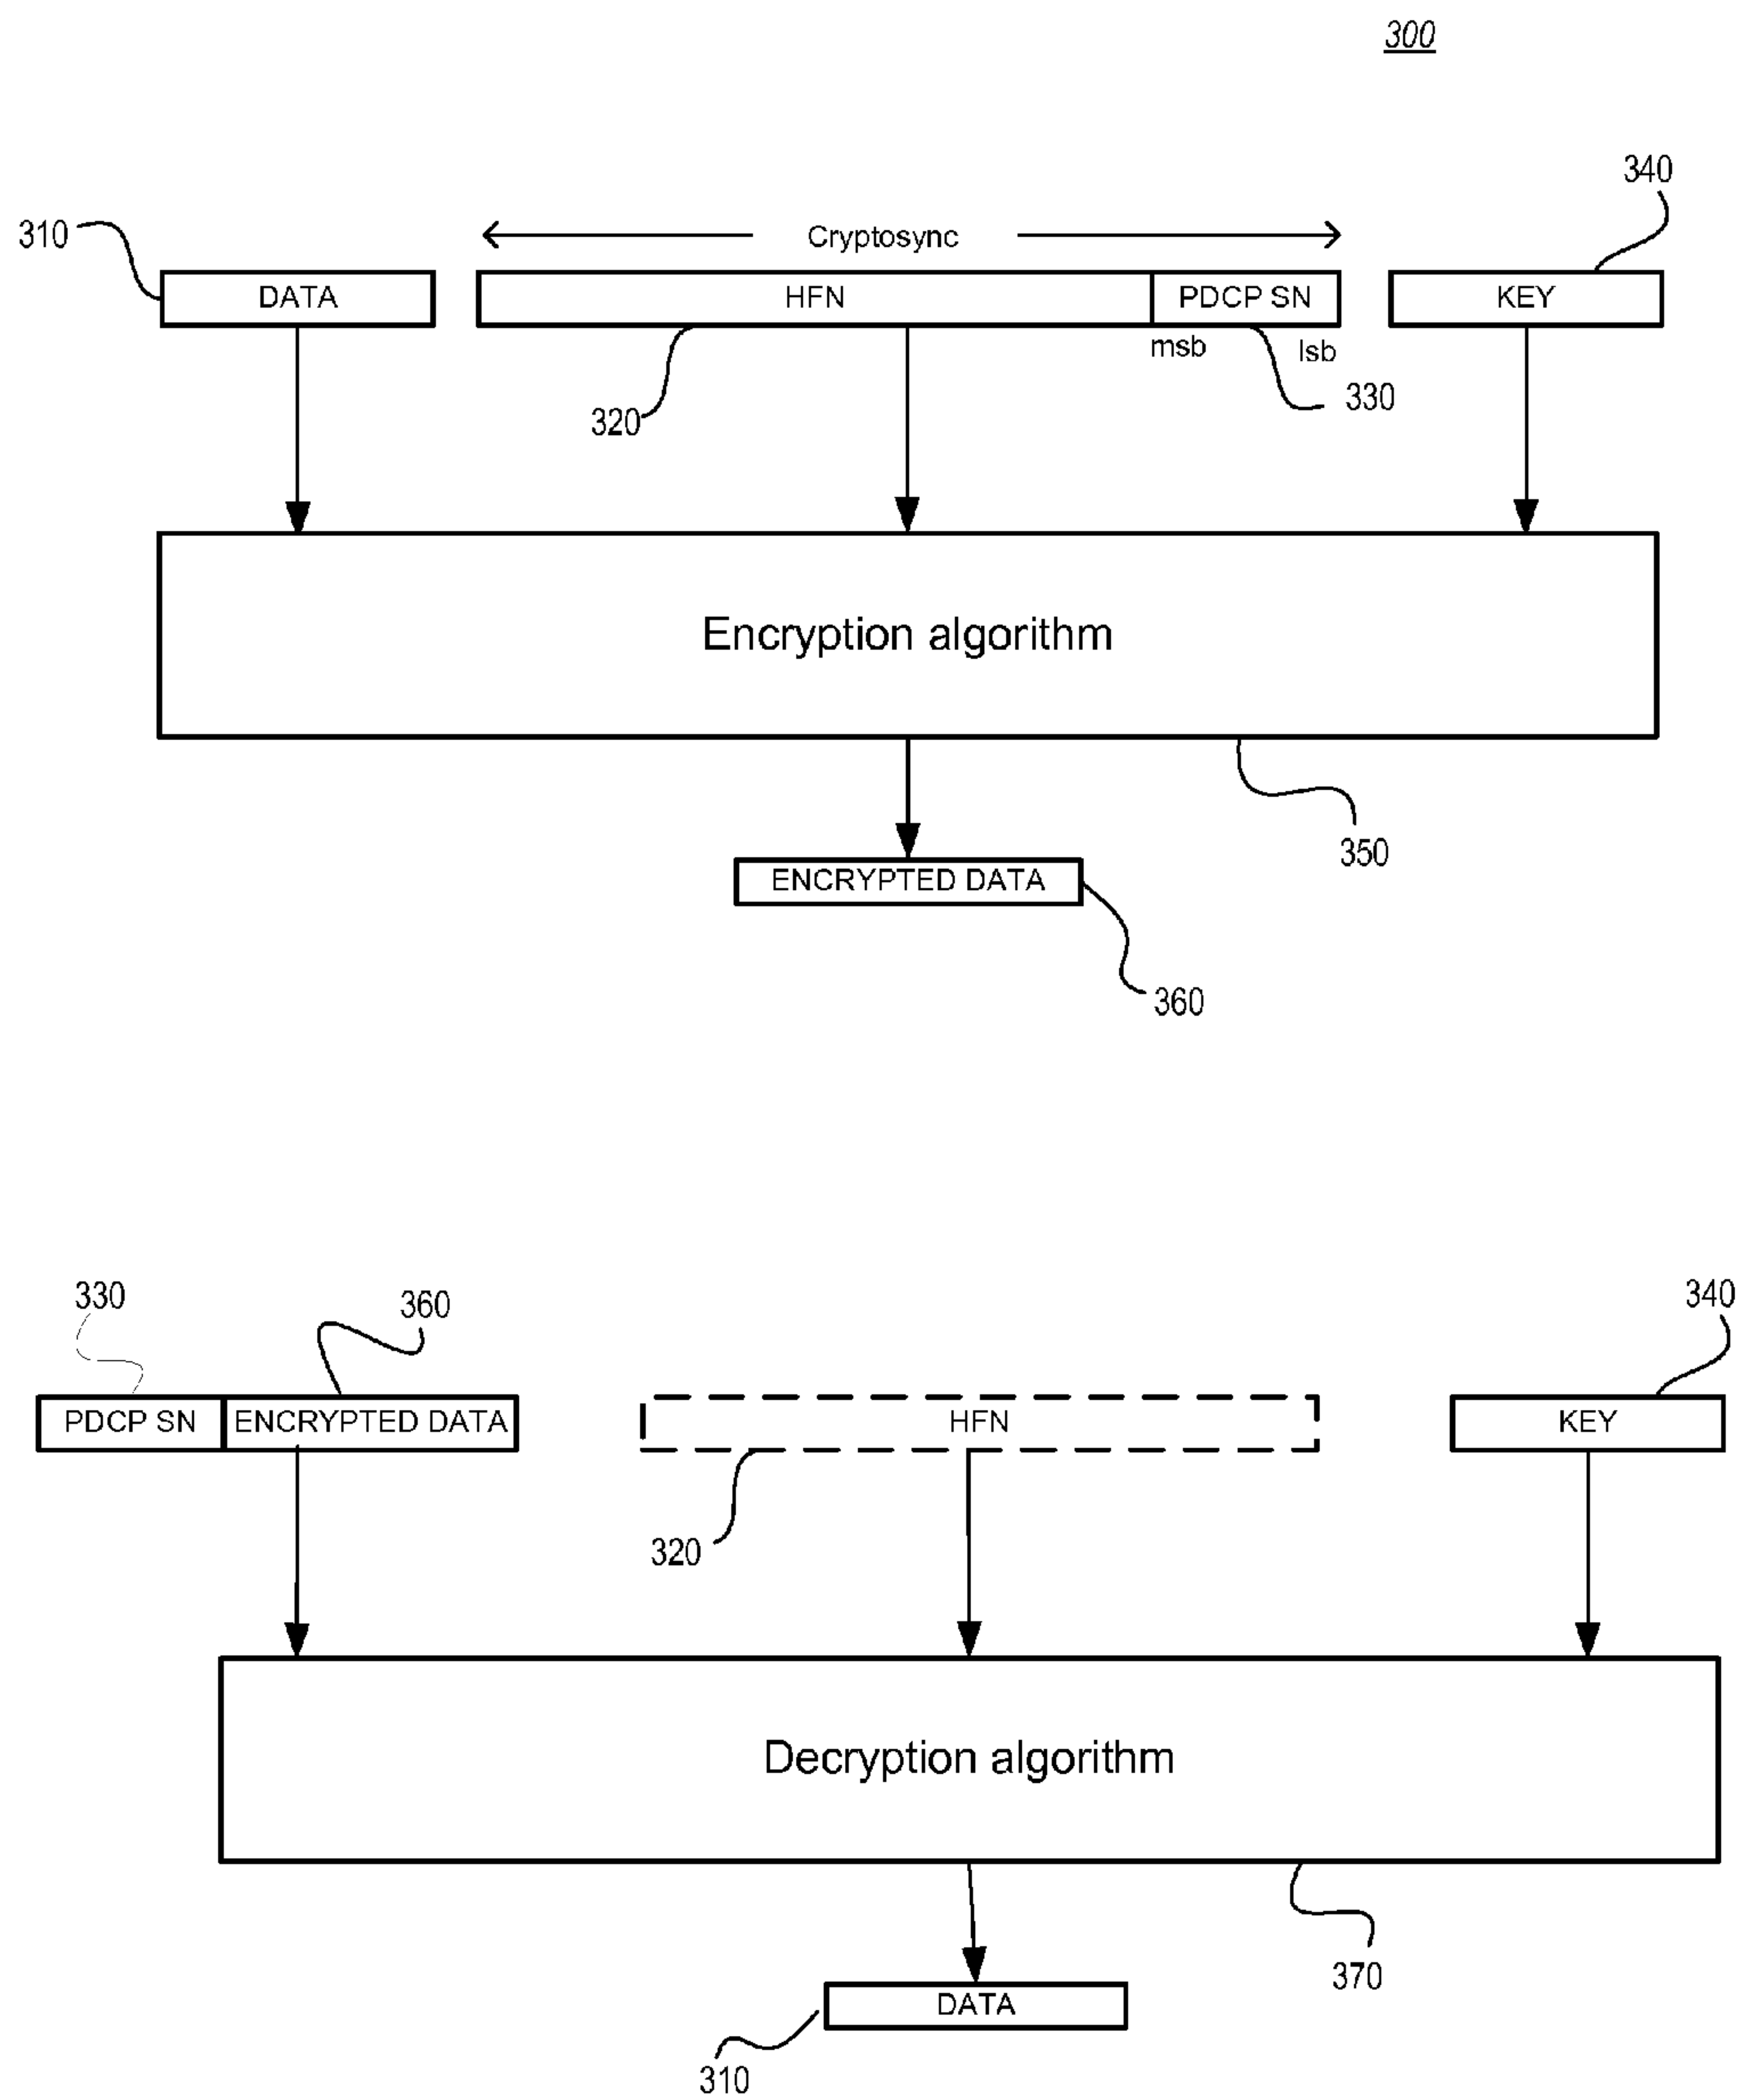 300
340
310
Cryptosync
DATA
HFN
PDCP SN
KEY
msb
lsb
320
330
Encryption algorithm
350
ENCRYPTED DATA
360
330
360
340
PDCP SN
ENCRYPTED DATA
HFN
KEY
320
Decryption algorithm
370
DATA
310